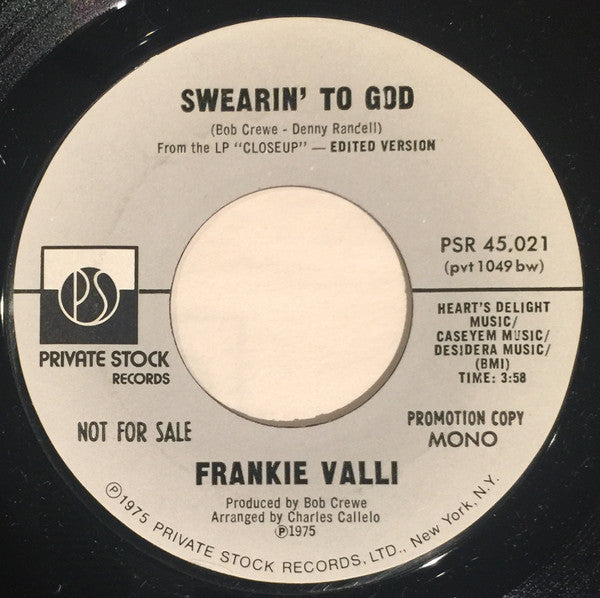 SWEARIN' TO GOD
(Bob Crewe - Denny Randell)
From the LP "CLOSEUP" — EDITED VERSION
PSR 45,021
(pvt 1049 bw)
PS
PRIVATE STOCK
RECORDS
HEART'S DELIGHT
MUSIC/
CASEYEM MUSIC/
DESIDERA MUSIC/
(BMI)
TIME: 3:58
NOT FOR SALE
PROMOTION COPY
MONO
FRANKIE VALLI
Produced by Bob Crewe
Arranged by Charles Callelo
Ⓟ1975
Ⓟ1975 PRIVATE STOCK RECORDS, LTD., New York, N.Y.